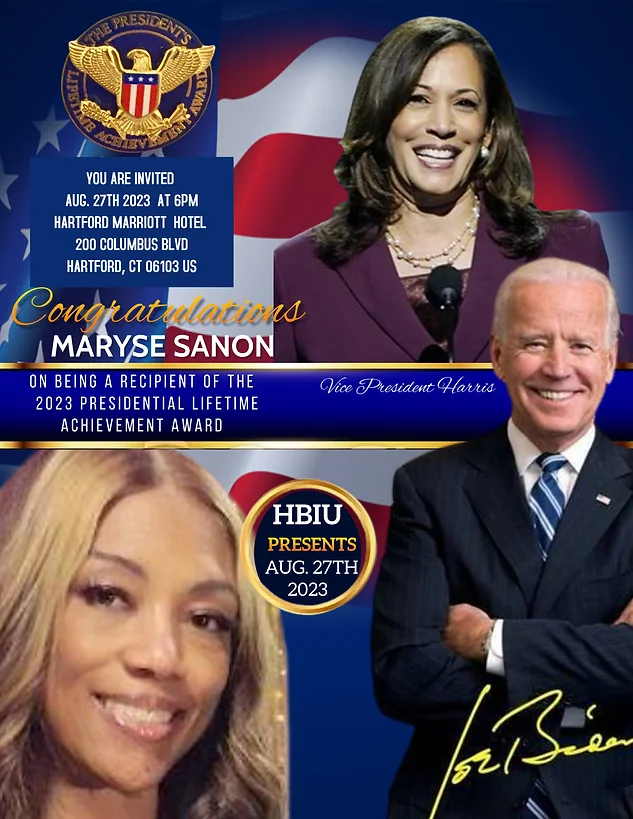 THE PRESIDENT'S
LIFETIME ACHIEVEMENT AWARD
YOU ARE INVITED
AUG. 27TH 2023 AT 6PM
HARTFORD MARRIOTT HOTEL
200 COLUMBUS BLVD
HARTFORD, CT 06103 US
Congratulations
MARYSE SANON
ON BEING A RECIPIENT OF THE
2023 PRESIDENTIAL LIFETIME
ACHIEVEMENT AWARD
Vice President Harris
HBIU
PRESENTS
AUG. 27TH
2023
Joe Biden